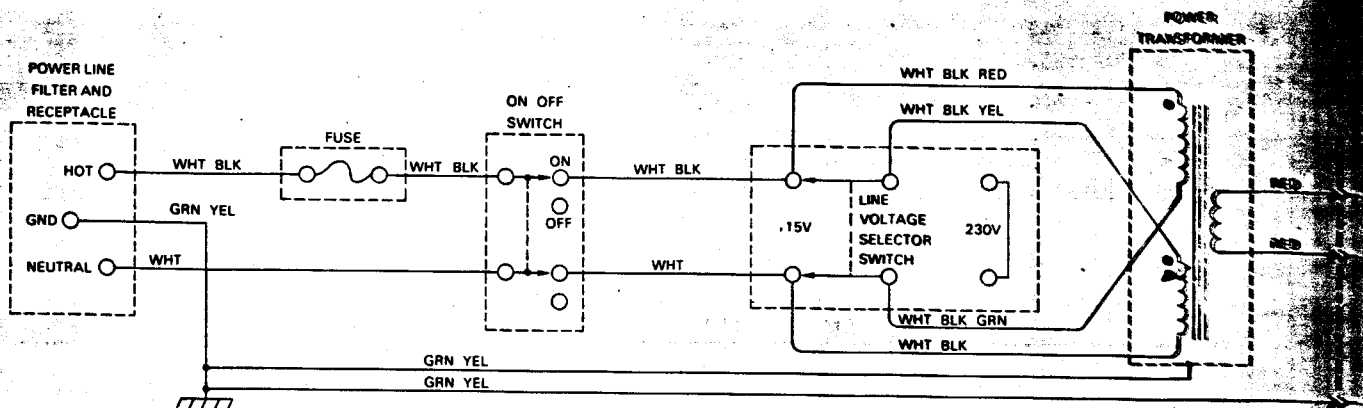 POWER
TRANSFORMER
POWER LINE
FILTER AND
RECEPTACLE
ON OFF
SWITCH
FUSE
WHT BLK RED
WHT BLK YEL
HOT
WHT BLK
WHT BLK
ON
WHT BLK
GRN YEL
GND
OFF
.15V
LINE
VOLTAGE
SELECTOR
SWITCH
230V
RED
RED
NEUTRAL
WHT
WHT
WHT BLK GRN
WHT BLK
GRN YEL
GRN YEL